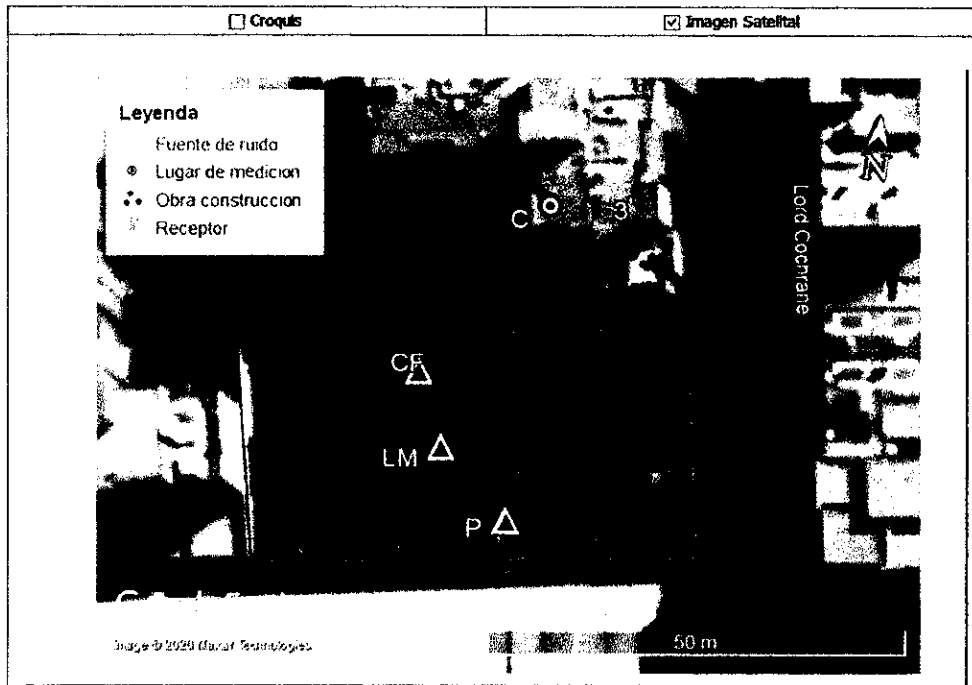 Croquis
Imagen Satelital
Leyenda
Fuente de ruido
Lugar de medicion
Obra construccion
Receptor
N
C
3
Lord Cochrane
CF
LM
P
Image © 2020 Maxar Technologies
50 m